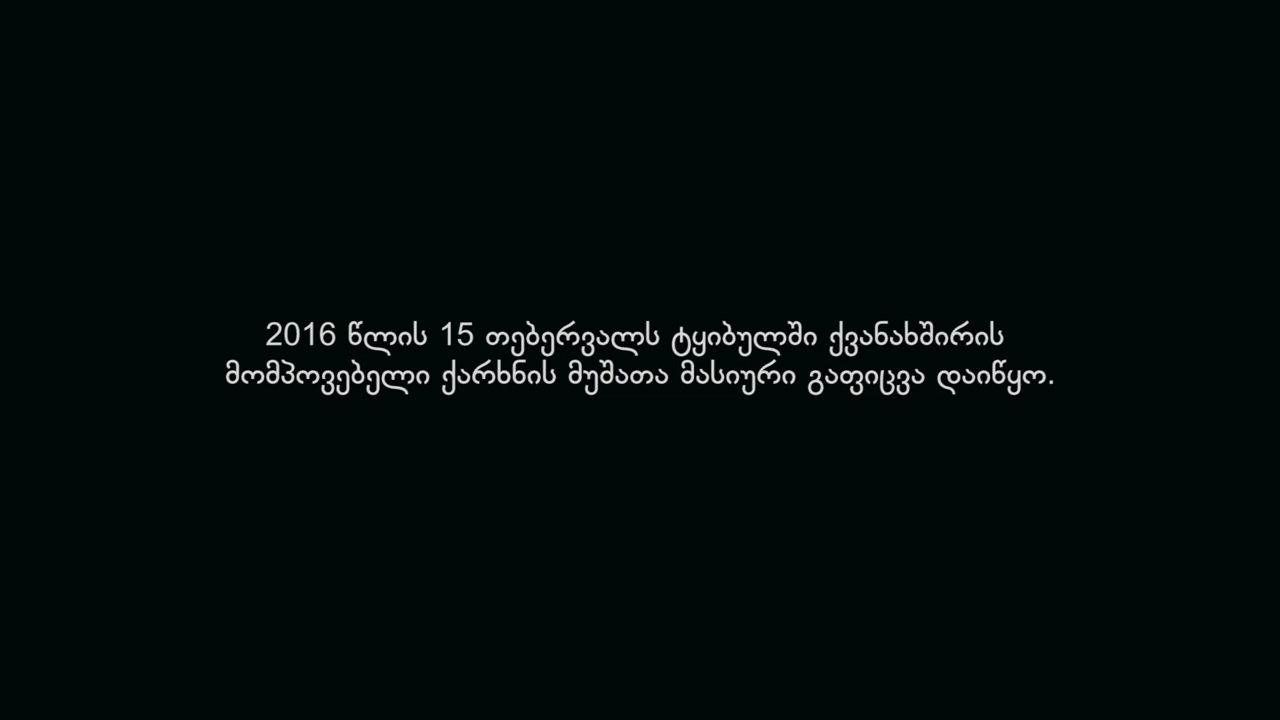 2016 წლის 15 თებერვალს ტყიბულში ქვანახშირის
მომპოვებელი ქარხნის მუშათა მასიური გაფიცვა დაიწყო.